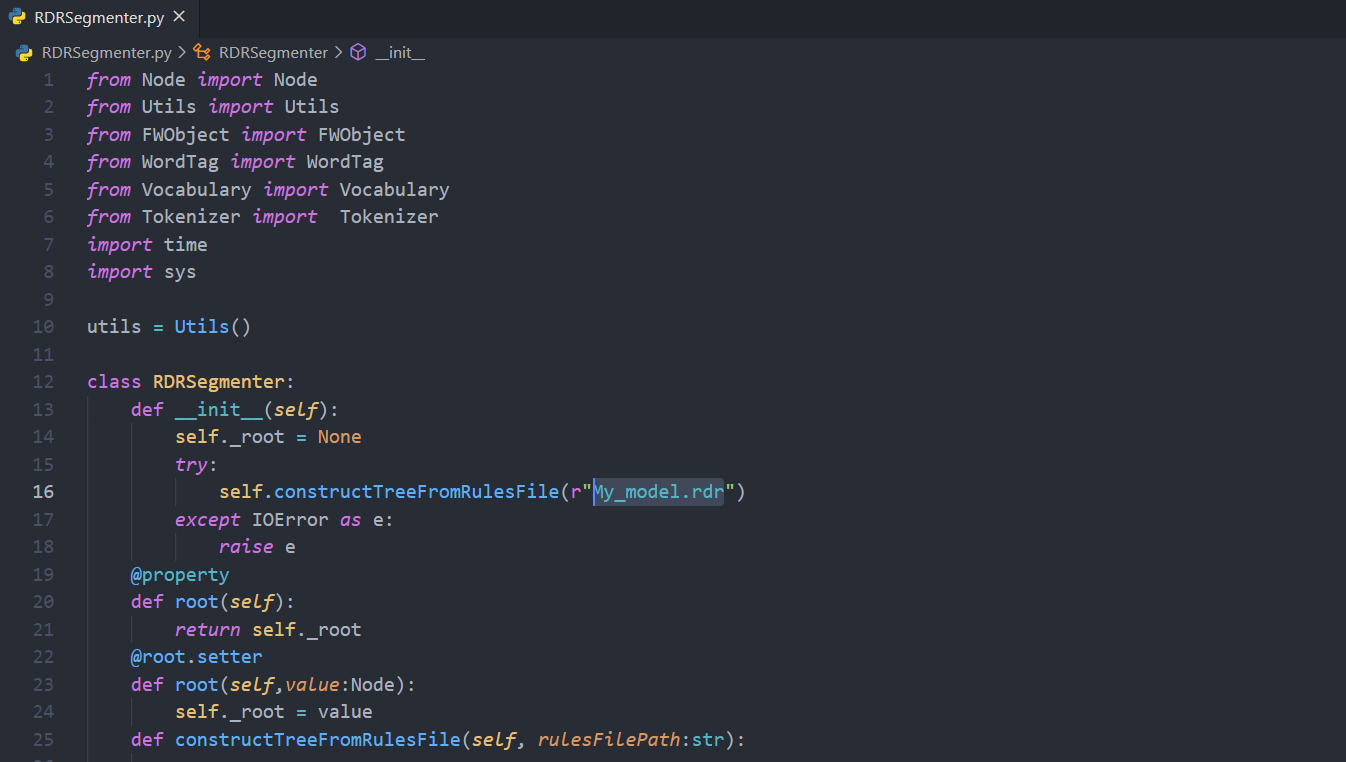 RDRSegmenter.py
RDRSegmenter.py > RDRSegmenter > __init__
1 from Node import Node
2 from Utils import Utils
3 from FWObject import FWObject
4 from WordTag import WordTag
5 from Vocabulary import Vocabulary
6 from Tokenizer import  Tokenizer
7 import time
8 import sys
9
10 utils = Utils()
11
12 class RDRSegmenter:
13     def __init__(self):
14         self._root = None
15         try:
16             self.constructTreeFromRulesFile(r"My_model.rdr")
17         except IOError as e:
18             raise e
19     @property
20     def root(self):
21         return self._root
22     @root.setter
23     def root(self,value:Node):
24         self._root = value
25     def constructTreeFromRulesFile(self, rulesFilePath:str):